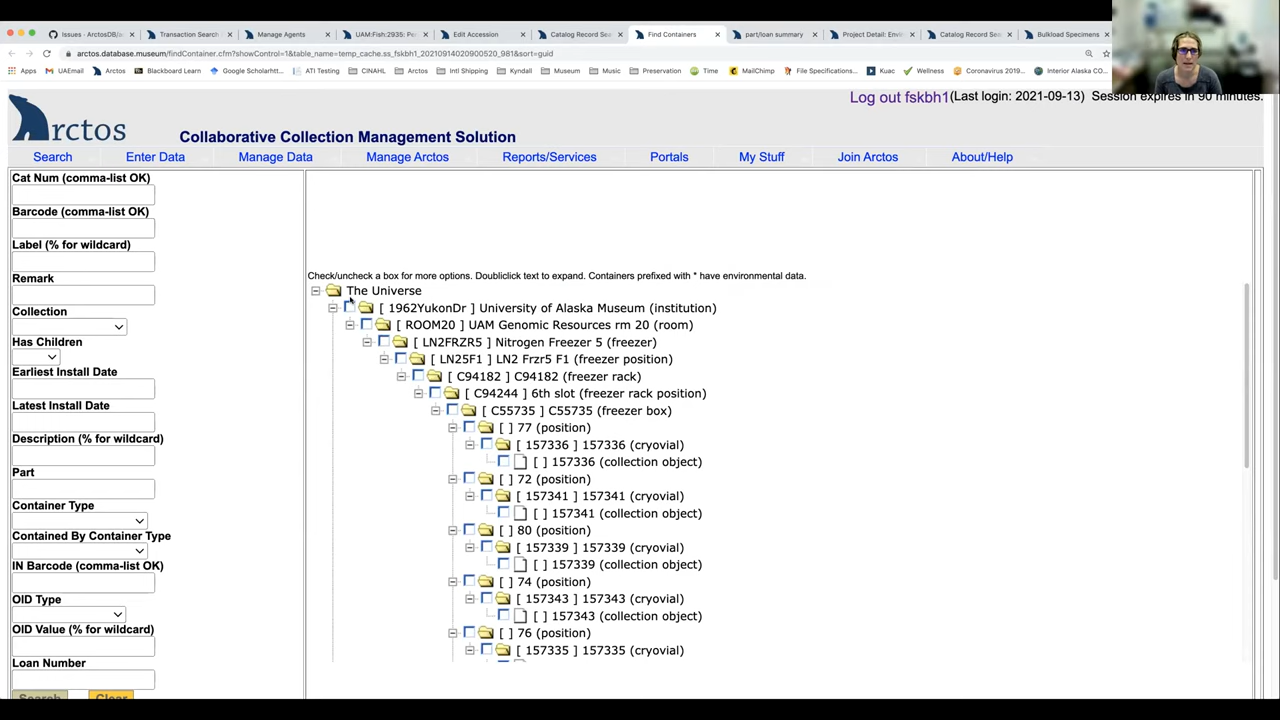 Issues · ArctosDB/a
Transaction Search
Manage Agents
UAM:Fish:2935: Pe
Edit Accession
Catalog Record Sea
Find Containers
part/loan summary
Project Detail: Envi
Catalog Record Sea
Bulkload Specimens
arctos.database.museum/findContainer.cfm?showControl=1&table_name=temp_cache.ss_fskbh1_20210914020900520_981&sort=guid
Apps UAEmail Arctos Blackboard Learn Google Scholarhtt... ATI Testing CINAHL Arctos Intl Shipping Kyndall Museum Music Preservation Time MailChimp File Specifications... Kuac Wellness Coronavirus 2019... Interior Alaska CO...
Log out fskbh1 (Last login: 2021-09-13) Session expires in 90 minutes.
Arctos
Collaborative Collection Management Solution
Search Enter Data Manage Data Manage Arctos Reports/Services Portals My Stuff Join Arctos About/Help
Cat Num (comma-list OK)
Barcode (comma-list OK)
Label (% for wildcard)
Remark
Collection
Has Children
Earliest Install Date
Latest Install Date
Description (% for wildcard)
Part
Container Type
Contained By Container Type
IN Barcode (comma-list OK)
OID Type
OID Value (% for wildcard)
Loan Number
Search Clear
Check/uncheck a box for more options. Doubliclick text to expand. Containers prefixed with * have environmental data.
The Universe
[ 1962YukonDr ] University of Alaska Museum (institution)
[ ROOM20 ] UAM Genomic Resources rm 20 (room)
[ LN2FRZR5 ] Nitrogen Freezer 5 (freezer)
[ LN25F1 ] LN2 Frzr5 F1 (freezer position)
[ C94182 ] C94182 (freezer rack)
[ C94244 ] 6th slot (freezer rack position)
[ C55735 ] C55735 (freezer box)
[ ] 77 (position)
[ 157336 ] 157336 (cryovial)
[ ] 157336 (collection object)
[ ] 72 (position)
[ 157341 ] 157341 (cryovial)
[ ] 157341 (collection object)
[ ] 80 (position)
[ 157339 ] 157339 (cryovial)
[ ] 157339 (collection object)
[ ] 74 (position)
[ 157343 ] 157343 (cryovial)
[ ] 157343 (collection object)
[ ] 76 (position)
[ 157335 ] 157335 (cryovial)